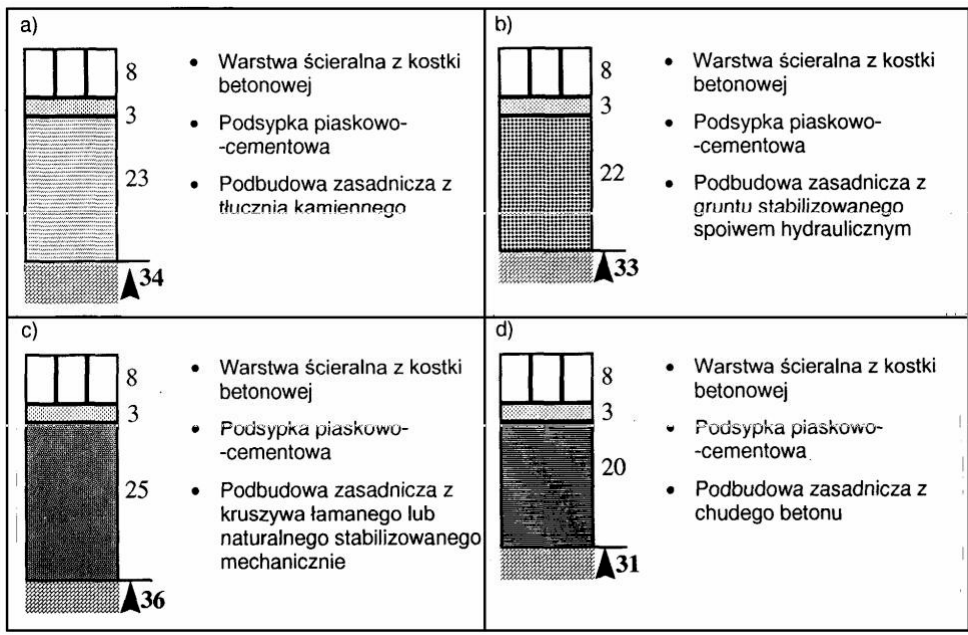 a)
8
3
23
34
• Warstwa ścieralna z kostki
betonowej
• Podsypka piaskowo-
-cementowa
• Podbudowa zasadnicza z
tłucznia kamiennego
b)
8
3
22
33
• Warstwa ścieralna z kostki
betonowej
• Podsypka piaskowo-
-cementowa
• Podbudowa zasadnicza z
gruntu stabilizowanego
spoiwem hydraulicznym
c)
8
3
25
36
• Warstwa ścieralna z kostki
betonowej
• Podsypka piaskowo-
-cementowa
• Podbudowa zasadnicza z
kruszywa łamanego lub
naturalnego stabilizowanego
mechanicznie
d)
8
3
20
31
• Warstwa ścieralna z kostki
betonowej
• Podsypka piaskowo-
-cementowa
• Podbudowa zasadnicza z
chudego betonu